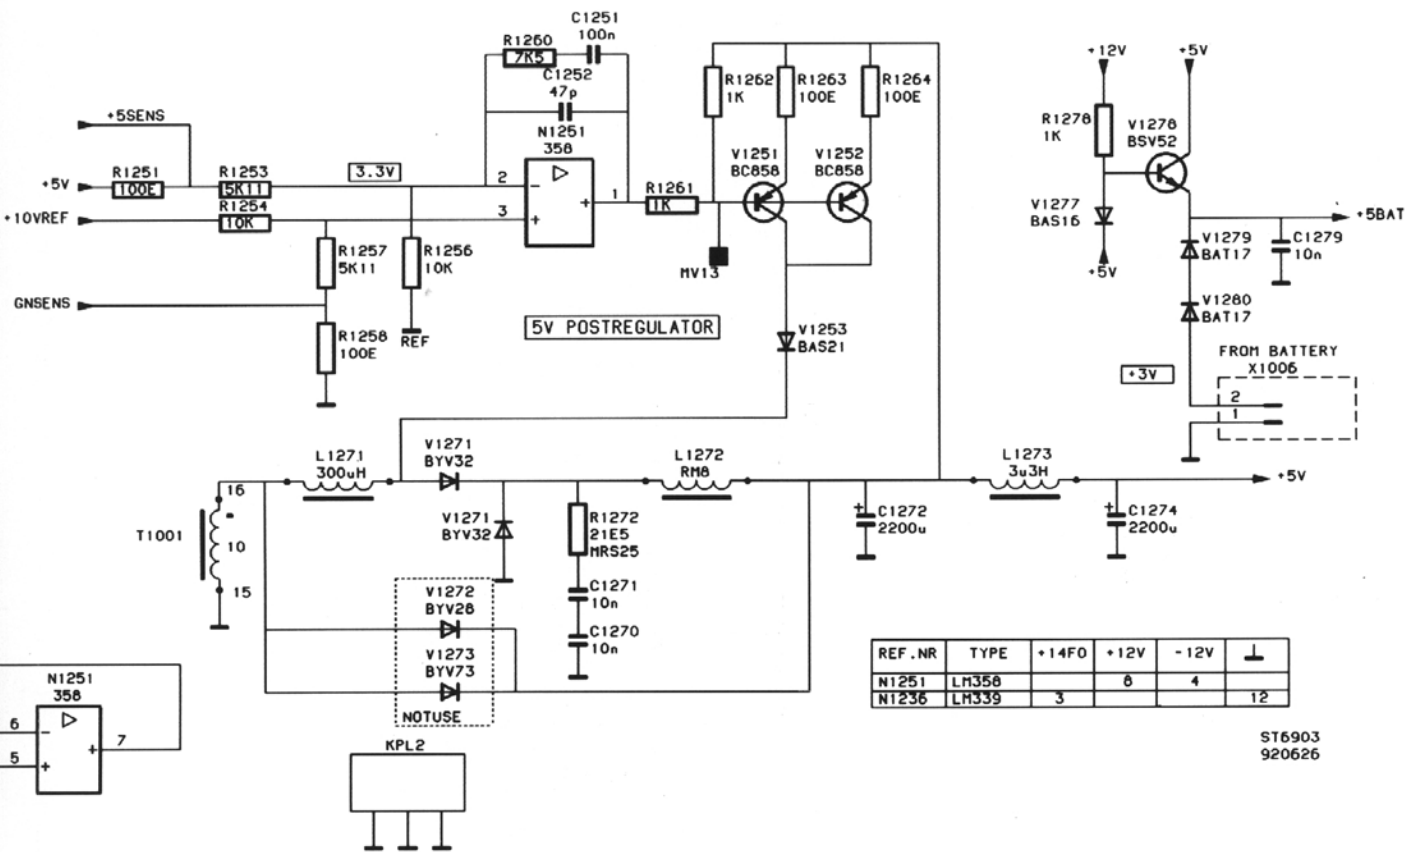 C1251
100n
R1260
7K5
C1252
47p
N1251
358
+5SENS
R1251
100E
+5V
R1253
5K11
3.3V
R1254
10K
+10VREF
2
3
1
R1261
1K
R1257
5K11
R1256
10K
GNSENS
R1258
100E
REF
R1262
1K
R1263
100E
R1264
100E
V1251
BC858
V1252
BC858
MV13
5V POSTREGULATOR
V1253
BAS21
+12V
+5V
R1278
1K
V1278
BSV52
V1277
BAS16
+5V
+5BAT
V1279
BAT17
C1279
10n
V1280
BAT17
+3V
FROM BATTERY
X1006
2
1
L1271
300uH
V1271
BYV32
L1272
RM8
L1273
3u3H
+5V
16
T1001
10
15
V1271
BYV32
R1272
21E5
MRS25
C1272
2200u
C1274
2200u
V1272
BYV28
C1271
10n
C1270
10n
V1273
BYV73
NOTUSE
KPL2
N1251
358
6
5
7
REF.NR TYPE +14FO +12V -12V
N1251 LM358 8 4
N1236 LM339 3 12
ST6903
920626